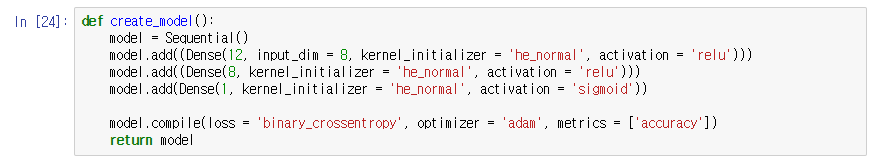 In [24]: def create_model():
    model = Sequential()
    model.add((Dense(12, input_dim = 8, kernel_initializer = 'he_normal', activation = 'relu')))
    model.add((Dense(8, kernel_initializer = 'he_normal', activation = 'relu')))
    model.add(Dense(1, kernel_initializer = 'he_normal', activation = 'sigmoid'))
    model.compile(loss = 'binary_crossentropy', optimizer = 'adam', metrics = ['accuracy'])
    return model